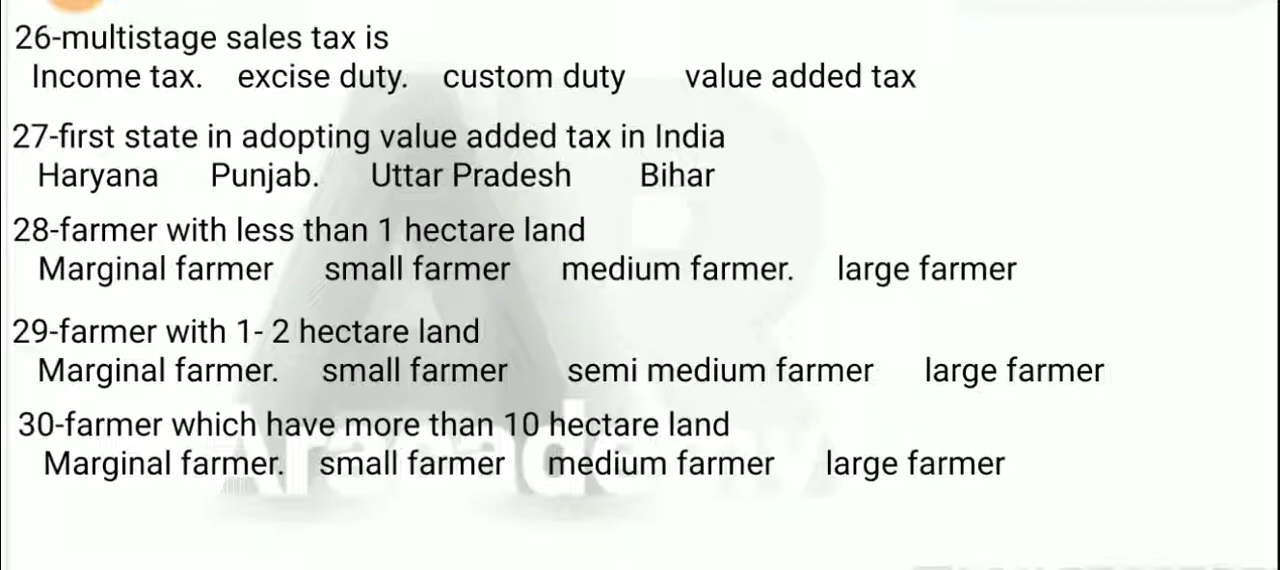 26-multistage sales tax is
Income tax. excise duty. custom duty value added tax
27-first state in adopting value added tax in India
Haryana Punjab. Uttar Pradesh Bihar
28-farmer with less than 1 hectare land
Marginal farmer small farmer medium farmer. large farmer
29-farmer with 1- 2 hectare land
Marginal farmer. small farmer semi medium farmer large farmer
30-farmer which have more than 10 hectare land
Marginal farmer. small farmer medium farmer large farmer